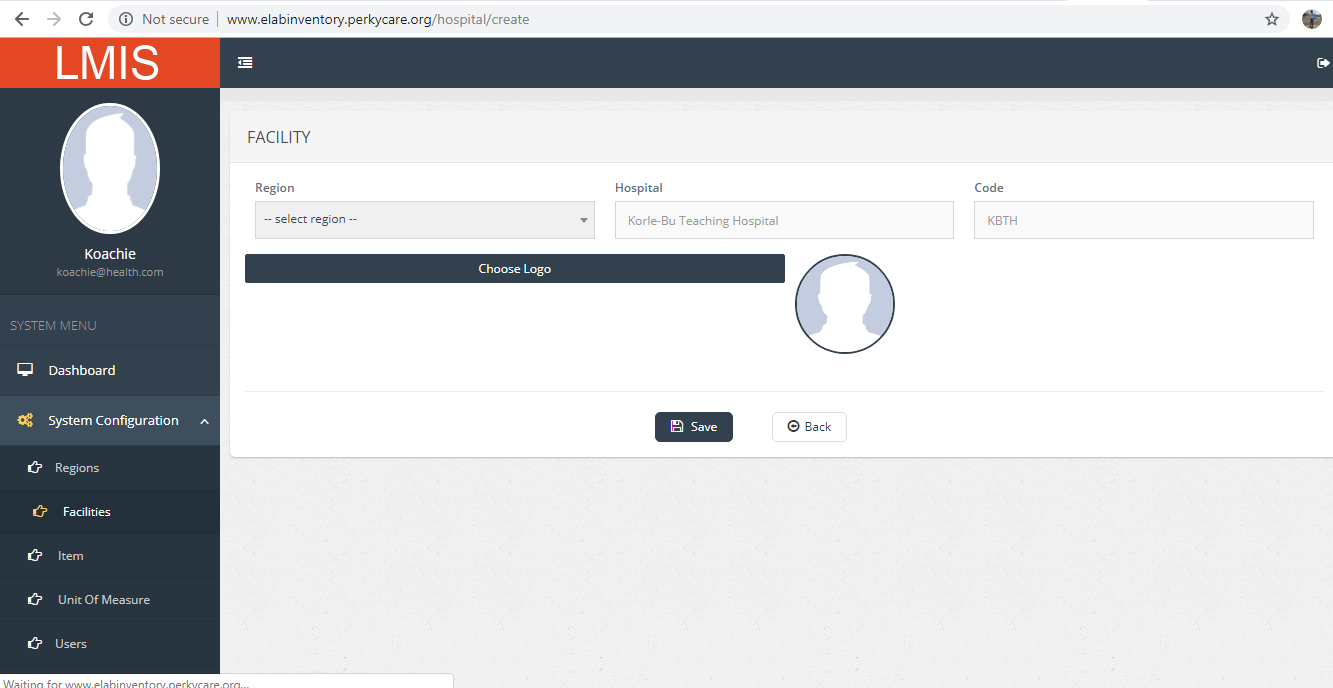 Not secure
www.elabinventory.perkycare.org/hospital/create
LMIS
Koachie
koachie@health.com
SYSTEM MENU
Dashboard
System Configuration
Regions
Facilities
Item
Unit Of Measure
Users
FACILITY
Region
Hospital
Code
-- select region --
Korle-Bu Teaching Hospital
KBTH
Choose Logo
Save
Back
Waiting for www.elabinventory.perkycare.org...